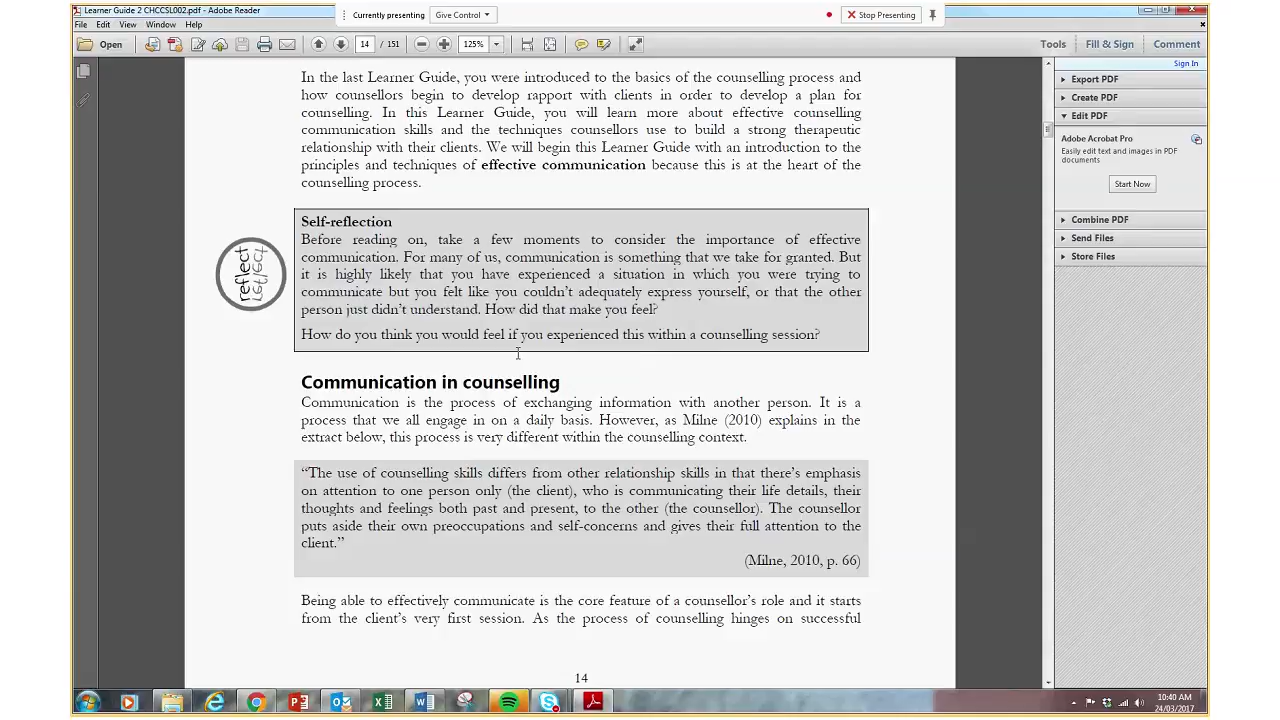 Learner Guide 2 CHCCSL002.pdf - Adobe Reader
Currently presenting
Give Control
Stop Presenting
File Edit View Window Help
Open
14 / 151
125%
Tools
Fill & Sign
Comment
Sign In
Export PDF
Create PDF
Edit PDF
Adobe Acrobat Pro
Easily edit text and images in PDF
documents
Start Now
Combine PDF
Send Files
Store Files
In the last Learner Guide, you were introduced to the basics of the counselling process and
how counsellors begin to develop rapport with clients in order to develop a plan for
counselling. In this Learner Guide, you will learn more about effective counselling
communication skills and the techniques counsellors use to build a strong therapeutic
relationship with their clients. We will begin this Learner Guide with an introduction to the
principles and techniques of effective communication because this is at the heart of the
counselling process.
reflect
reflect
Self-reflection
Before reading on, take a few moments to consider the importance of effective
communication. For many of us, communication is something that we take for granted. But
it is highly likely that you have experienced a situation in which you were trying to
communicate but you felt like you couldn't adequately express yourself, or that the other
person just didn't understand. How did that make you feel?
How do you think you would feel if you experienced this within a counselling session?
Communication in counselling
Communication is the process of exchanging information with another person. It is a
process that we all engage in on a daily basis. However, as Milne (2010) explains in the
extract below, this process is very different within the counselling context.
“The use of counselling skills differs from other relationship skills in that there's emphasis
on attention to one person only (the client), who is communicating their life details, their
thoughts and feelings both past and present, to the other (the counsellor). The counsellor
puts aside their own preoccupations and self-concerns and gives their full attention to the
client.”
(Milne, 2010, p. 66)
Being able to effectively communicate is the core feature of a counsellor's role and it starts
from the client's very first session. As the process of counselling hinges on successful
14
10:40 AM
24/03/2017